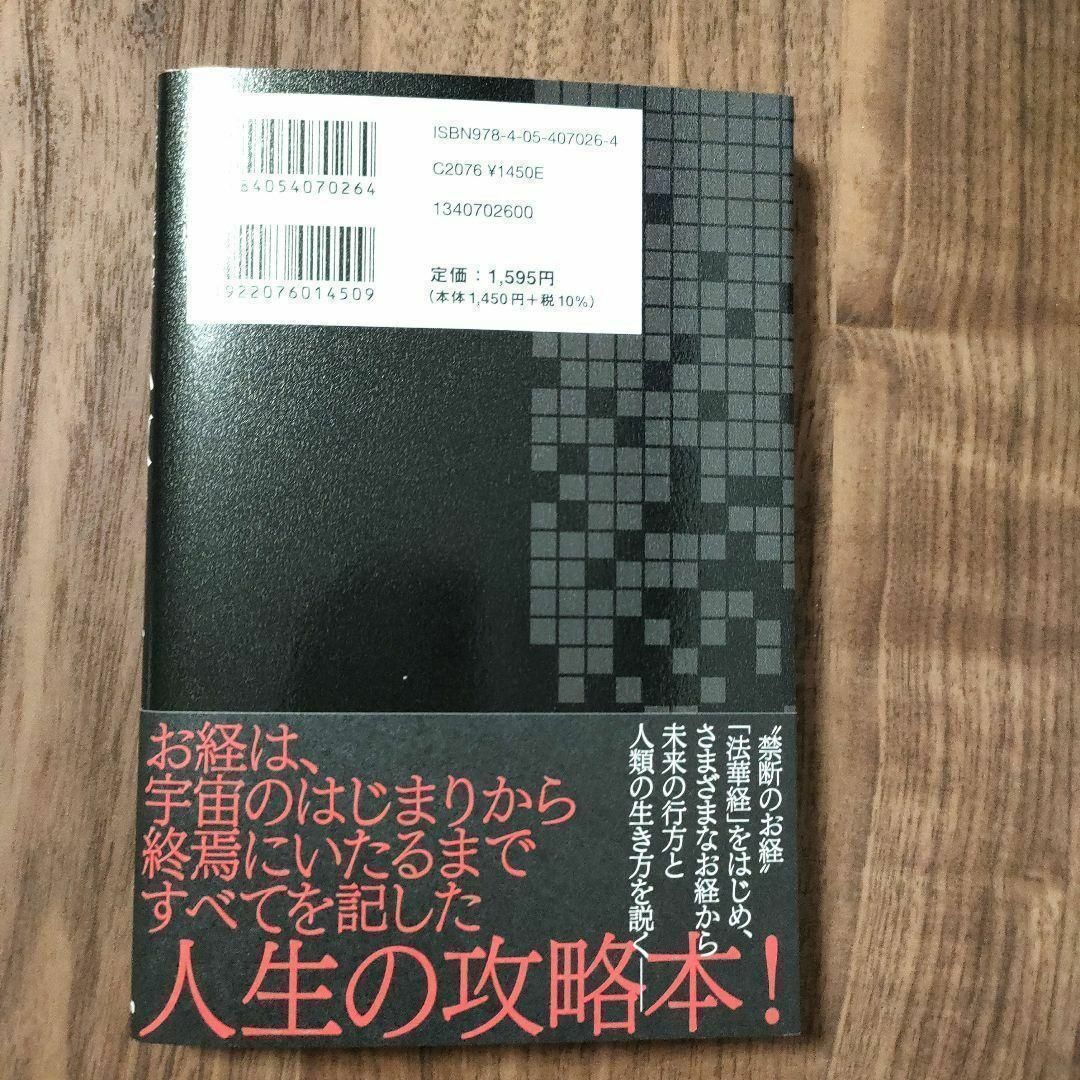 ISBN978-4-05-407026-4
C2076 ¥1450E
1340702600
定価：1,595円
（本体1,450円＋税10%）
84054070264
922076014509
〝禁断のお経〟
「法華経」をはじめ、
さまざまなお経から
未来の行方と
人類の生き方を説く――
お経は、
宇宙のはじまりから
終焉にいたるまで
すべてを記した
人生の攻略本！